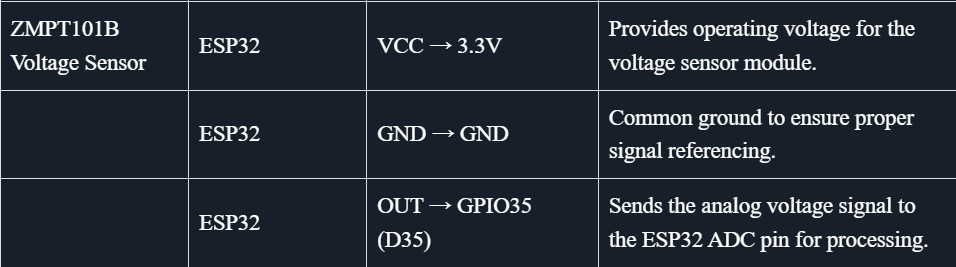 ZMPT101B
Voltage Sensor
ESP32
VCC → 3.3V
Provides operating voltage for the
voltage sensor module.
ESP32
GND → GND
Common ground to ensure proper
signal referencing.
ESP32
OUT → GPIO35
(D35)
Sends the analog voltage signal to
the ESP32 ADC pin for processing.